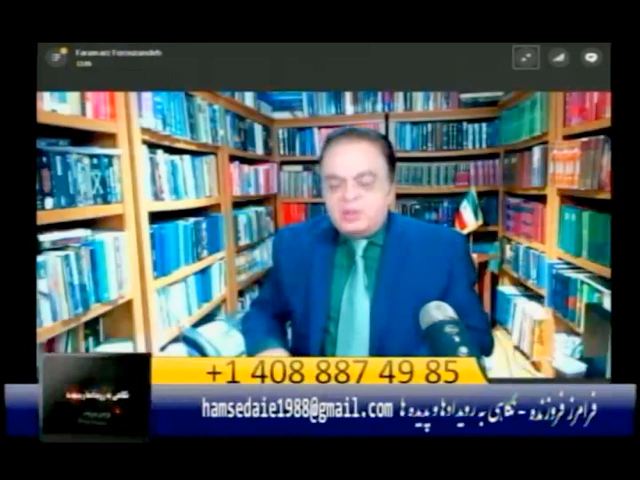 Faramarz Forouzandeh
+1 408 887 49 85
hamsedaie1988@gmail.com
فرامرز فروزنده - نگاهی به رویدادها و پدیده ها